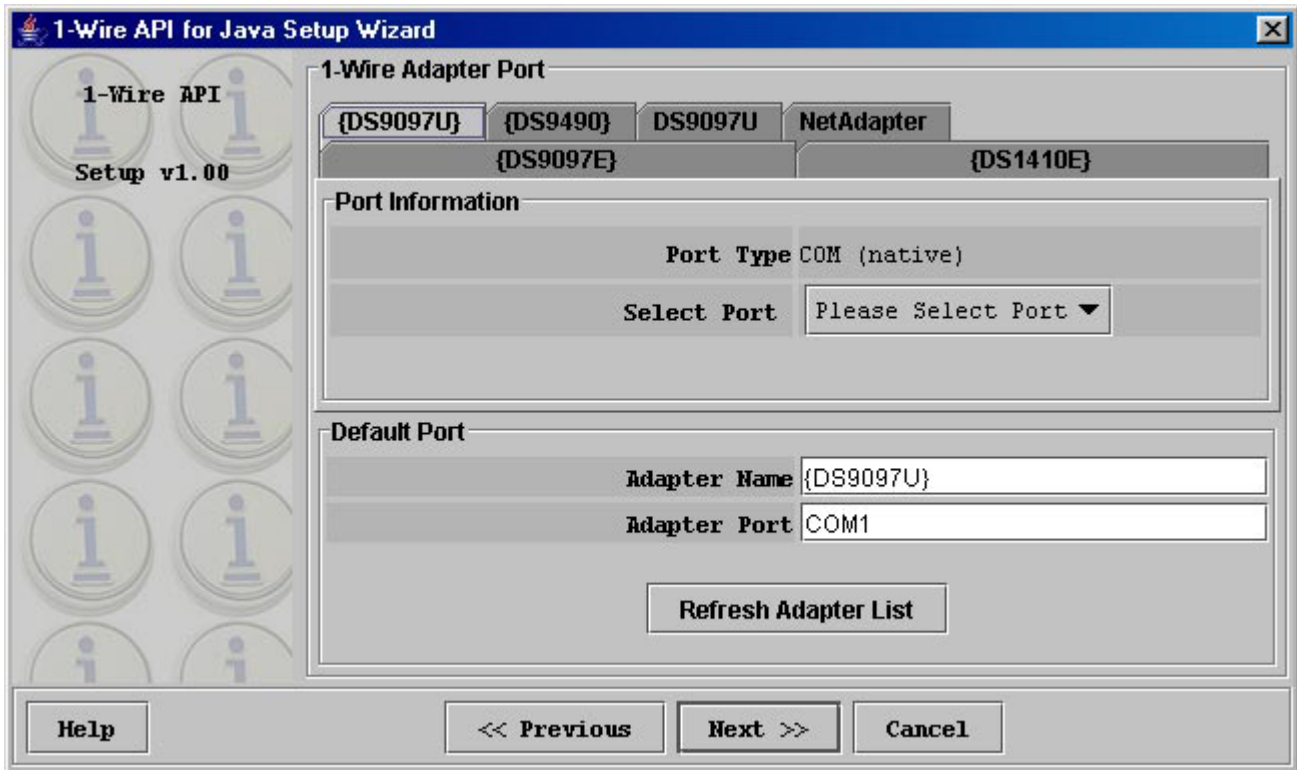 1-Wire API for Java Setup Wizard
1-Wire API
Setup v1.00
1-Wire Adapter Port
{DS9097U} {DS9490} DS9097U NetAdapter
{DS9097E} {DS1410E}
Port Information
Port Type COM (native)
Select Port Please Select Port
Default Port
Adapter Name {DS9097U}
Adapter Port COM1
Refresh Adapter List
Help << Previous Next >> Cancel